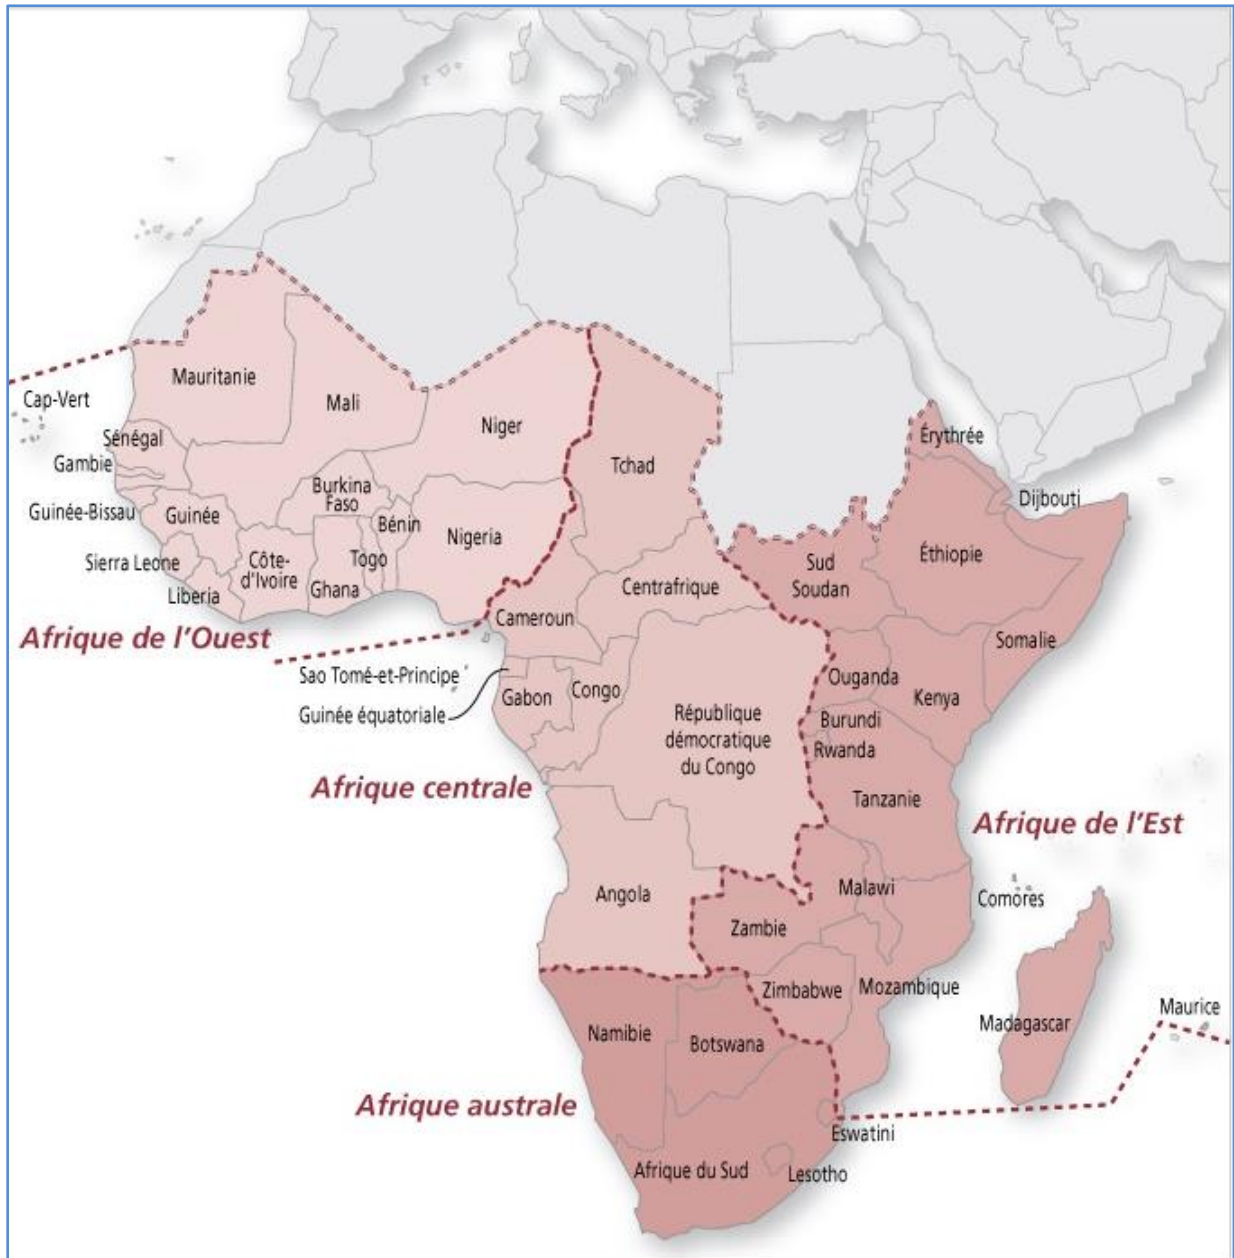 Mauritanie
Cap-Vert
Mali
Niger
Sénégal
Gambie
Tchad
Érythrée
Burkina
Faso
Guinée-Bissau
Guinée
Bénin
Nigeria
Dijbouti
Sierra Leone
Côte-
d'Ivoire
Togo
Ghana
Liberia
Éthiopie
Sud
Soudan
Centrafrique
Cameroun
Afrique de l'Ouest
Somalie
Sao Tomé-et-Principe
Guinée équatoriale
Gabon
Congo
Ouganda
Kenya
République
démocratique
du Congo
Burundi
Rwanda
Afrique centrale
Tanzanie
Afrique de l'Est
Angola
Malawi
Comores
Zambie
Zimbabwe
Mozambique
Maurice
Madagascar
Namibie
Botswana
Afrique australe
Eswatini
Afrique du Sud
Lesotho